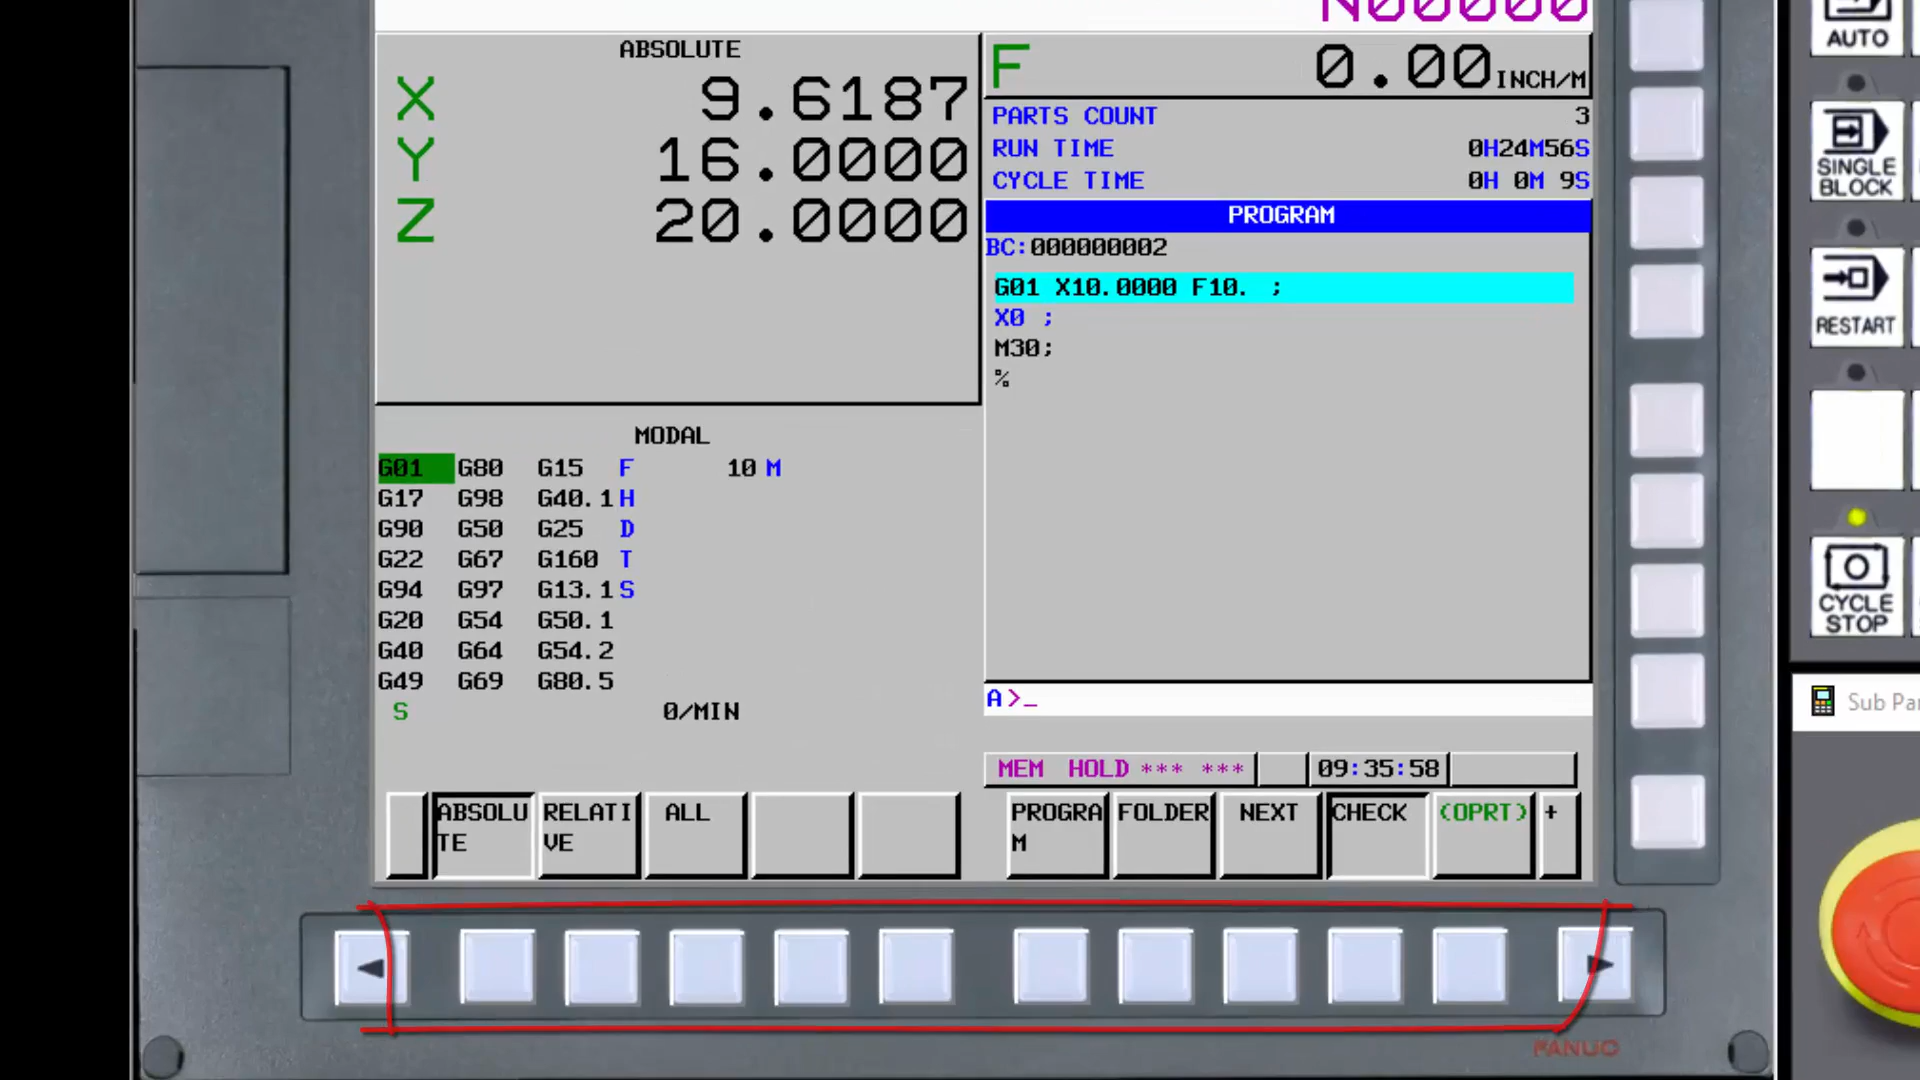 N00000
ABSOLUTE
X 9.6187
Y 16.0000
Z 20.0000
F 0.00 INCH/M
PARTS COUNT 3
RUN TIME 0H24M56S
CYCLE TIME 0H 0M 9S
PROGRAM
BC:000000002
G01 X10.0000 F10. ;
X0 ;
M30;
%
A>_
MODAL
G01 G80 G15 F 10 M
G17 G98 G40.1 H
G90 G50 G25 D
G22 G67 G160 T
G94 G97 G13.1 S
G20 G54 G50.1
G40 G64 G54.2
G49 G69 G80.5
S 0/MIN
MEM HOLD *** *** 09:35:58
ABSOLU
TE
RELATI
VE
ALL
PROGRA
M
FOLDER
NEXT
CHECK
(OPRT)
+
FANUC
AUTO
SINGLE
BLOCK
RESTART
CYCLE
STOP
Sub Pa